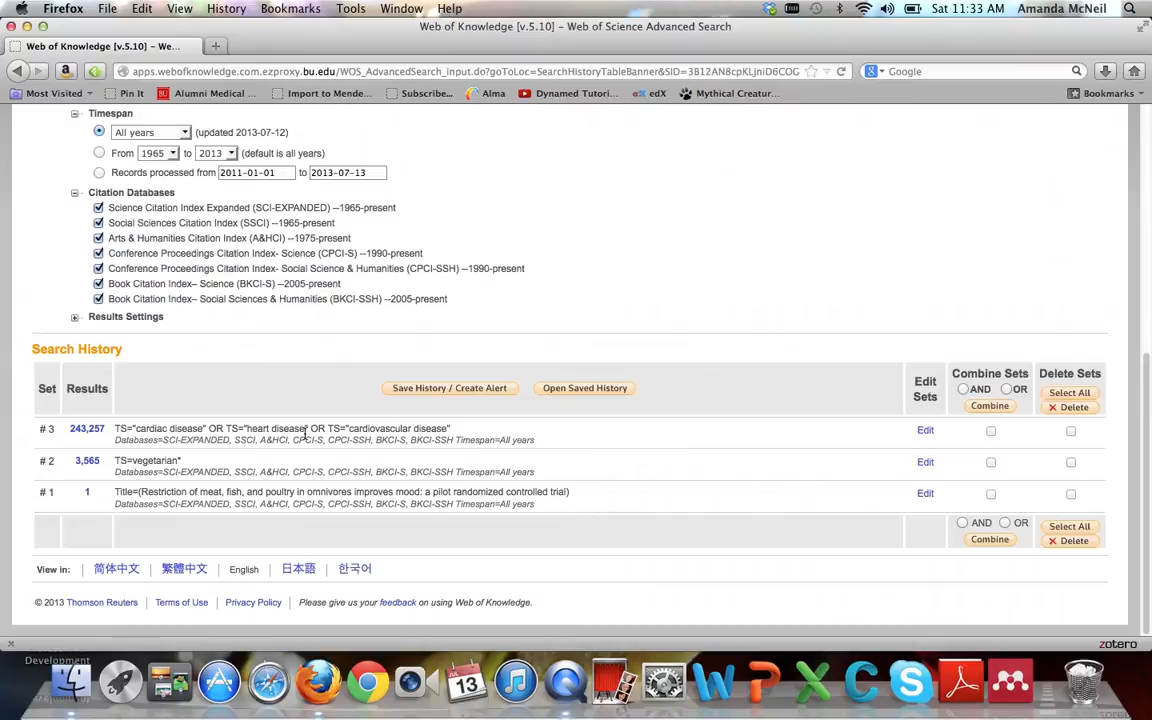 Firefox File Edit View History Bookmarks Tools Window Help Sat 11:33 AM Amanda McNeil
Web of Knowledge [v.5.10] – Web of Science Advanced Search
Web of Knowledge [v.5.10] – We...
apps.webofknowledge.com.ezproxy.bu.edu/WOS_AdvancedSearch_input.do?goToLoc=SearchHistoryTableBanner&SID=3B12AN8cpKLjniD6COG Google
Most Visited Pin It BU Alumni Medical ... Import to Mende... Subscribe... Alma Dynamed Tutori... edX Mythical Creatur... Bookmarks
Timespan
All years (updated 2013-07-12)
From 1965 to 2013 (default is all years)
Records processed from 2011-01-01 to 2013-07-13
Citation Databases
Science Citation Index Expanded (SCI-EXPANDED) --1965-present
Social Sciences Citation Index (SSCI) --1965-present
Arts & Humanities Citation Index (A&HCI) --1975-present
Conference Proceedings Citation Index- Science (CPCI-S) --1990-present
Conference Proceedings Citation Index- Social Science & Humanities (CPCI-SSH) --1990-present
Book Citation Index– Science (BKCI-S) --2005-present
Book Citation Index– Social Sciences & Humanities (BKCI-SSH) --2005-present
Results Settings
Search History
Set Results Save History / Create Alert Open Saved History Edit Sets Combine Sets AND OR Combine Delete Sets Select All Delete
# 3 243,257 TS="cardiac disease" OR TS="heart disease" OR TS="cardiovascular disease" Edit
Databases=SCI-EXPANDED, SSCI, A&HCI, CPCI-S, CPCI-SSH, BKCI-S, BKCI-SSH Timespan=All years
# 2 3,565 TS=vegetarian* Edit
Databases=SCI-EXPANDED, SSCI, A&HCI, CPCI-S, CPCI-SSH, BKCI-S, BKCI-SSH Timespan=All years
# 1 1 Title=(Restriction of meat, fish, and poultry in omnivores improves mood: a pilot randomized controlled trial) Edit
Databases=SCI-EXPANDED, SSCI, A&HCI, CPCI-S, CPCI-SSH, BKCI-S, BKCI-SSH Timespan=All years
AND OR Select All
Combine Delete
View in: 简体中文 繁體中文 English 日本語 한국어
© 2013 Thomson Reuters Terms of Use Privacy Policy Please give us your feedback on using Web of Knowledge.
zotero
Development
JUL
13